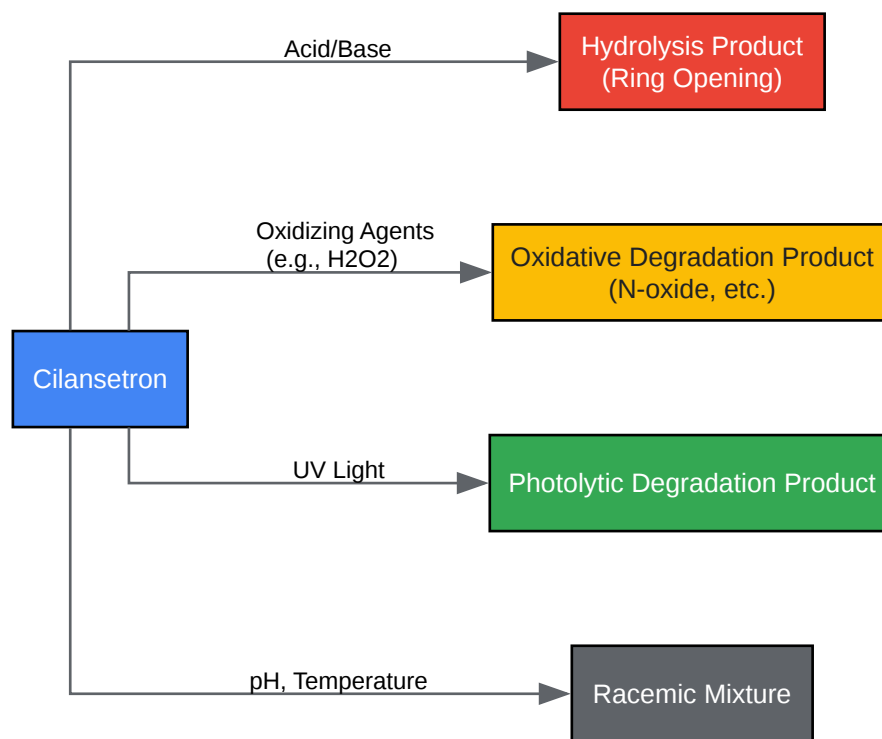 Acid/Base
Hydrolysis Product
(Ring Opening)
Oxidizing Agents
(e.g., H2O2)
Oxidative Degradation Product
(N-oxide, etc.)
Cilansetron
UV Light
Photolytic Degradation Product
pH, Temperature
Racemic Mixture